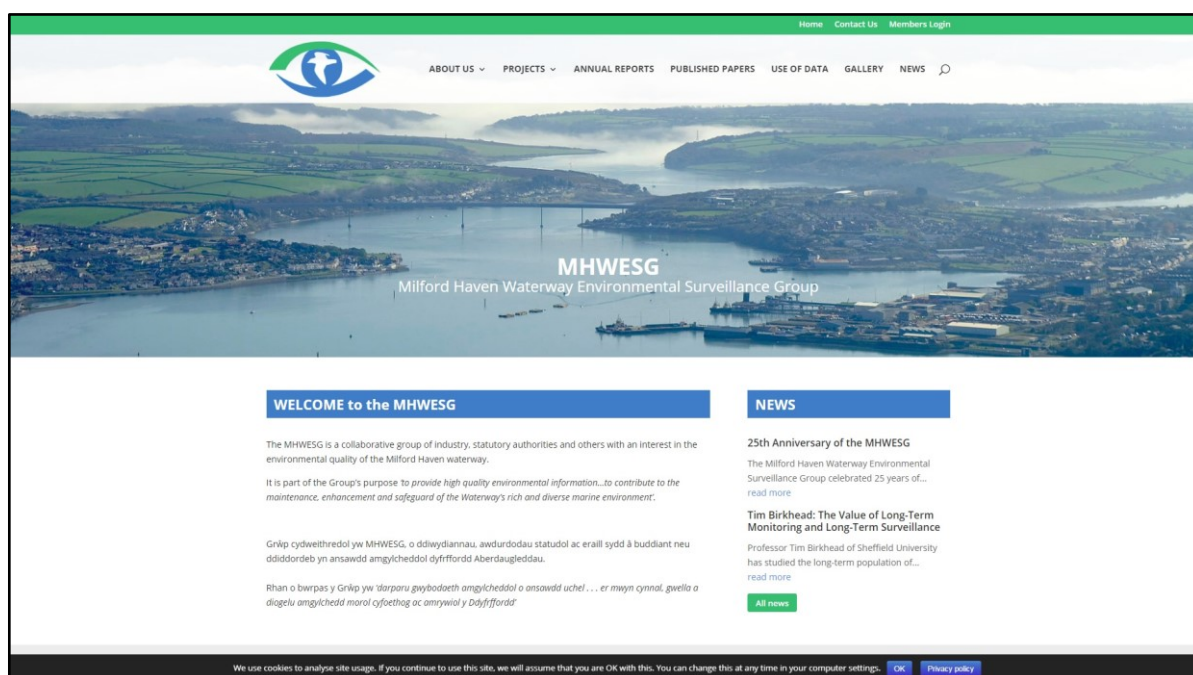 Home Contact Us Members Login
ABOUT US PROJECTS ANNUAL REPORTS PUBLISHED PAPERS USE OF DATA GALLERY NEWS
MHWESG
Milford Haven Waterway Environmental Surveillance Group
WELCOME to the MHWESG
The MHWESG is a collaborative group of industry, statutory authorities and others with an interest in the
environmental quality of the Milford Haven waterway.
It is part of the Group's purpose 'to provide high quality environmental information...to contribute to the
maintenance, enhancement and safeguard of the Waterway's rich and diverse marine environment'.
Grŵp cydweithredol yw MHWESG, o ddiwydiannau, awdurdodau statudol ac eraill sydd â buddiant neu
ddiddordeb yn ansawdd amgylcheddol dyfrffordd Aberdaugleddau.
Rhan o bwrpas y Grŵp yw 'darparu gwybodaeth amgylcheddol o ansawdd uchel . . . er mwyn cynnal, gwella a
diogelu amgylchedd morol cyfoethog ac amrywiol y Ddyfrffordd'
NEWS
25th Anniversary of the MHWESG
The Milford Haven Waterway Environmental
Surveillance Group celebrated 25 years of...
read more
Tim Birkhead: The Value of Long-Term
Monitoring and Long-Term Surveillance
Professor Tim Birkhead of Sheffield University
has studied the long-term population of...
read more
All news
We use cookies to analyse site usage. If you continue to use this site, we will assume that you are OK with this. You can change this at any time in your computer settings. OK Privacy policy